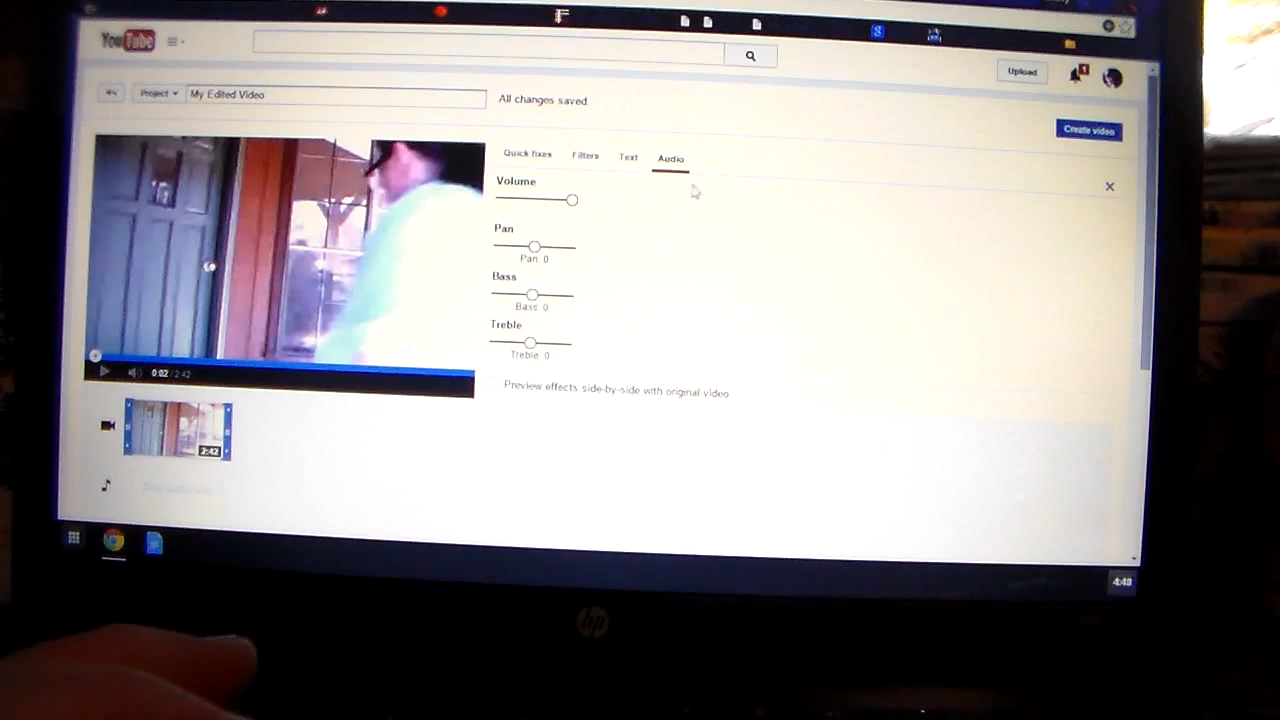 YouTube
Upload
1
Project
My Edited Video
All changes saved
Create video
Quick fixes
Filters
Text
Audio
Volume
Pan
Pan: 0
Bass
Bass: 0
Treble
Treble: 0
Preview effects side-by-side with original video
0:02 / 2:42
2:42
4:48
hp